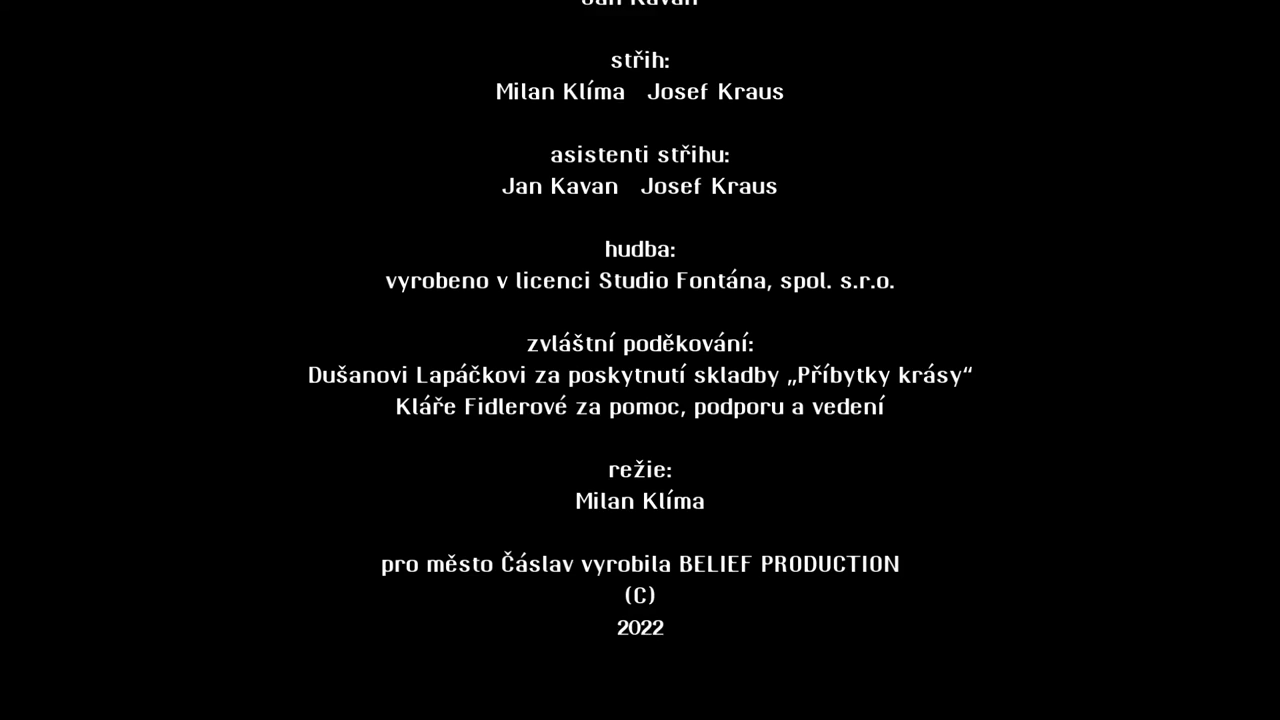 Jan Kavan
střih:
Milan Klíma Josef Kraus
asistenti střihu:
Jan Kavan Josef Kraus
hudba:
vyrobeno v licenci Studio Fontána, spol. s.r.o.
zvláštní poděkování:
Dušanovi Lapáčkovi za poskytnutí skladby „Příbytky krásy“
Kláře Fidlerové za pomoc, podporu a vedení
režie:
Milan Klíma
pro město Čáslav vyrobila BELIEF PRODUCTION
(C)
2022